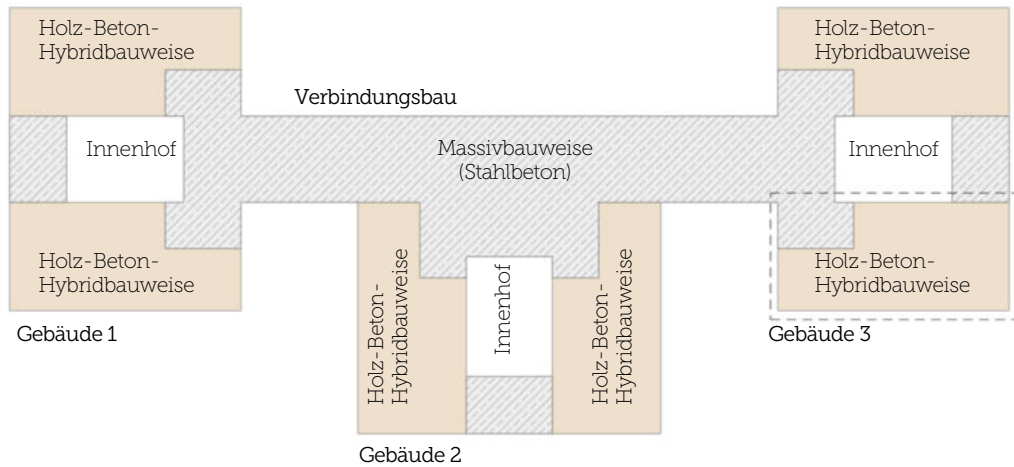 Holz-Beton-
Hybridbauweise
Holz-Beton-
Hybridbauweise
Verbindungsbau
Innenhof
Massivbauweise
(Stahlbeton)
Innenhof
Holz-Beton-
Hybridbauweise
Holz-Beton-
Hybridbauweise
Innenhof
Holz-Beton-
Hybridbauweise
Holz-Beton-
Hybridbauweise
Gebäude 1
Gebäude 3
Gebäude 2